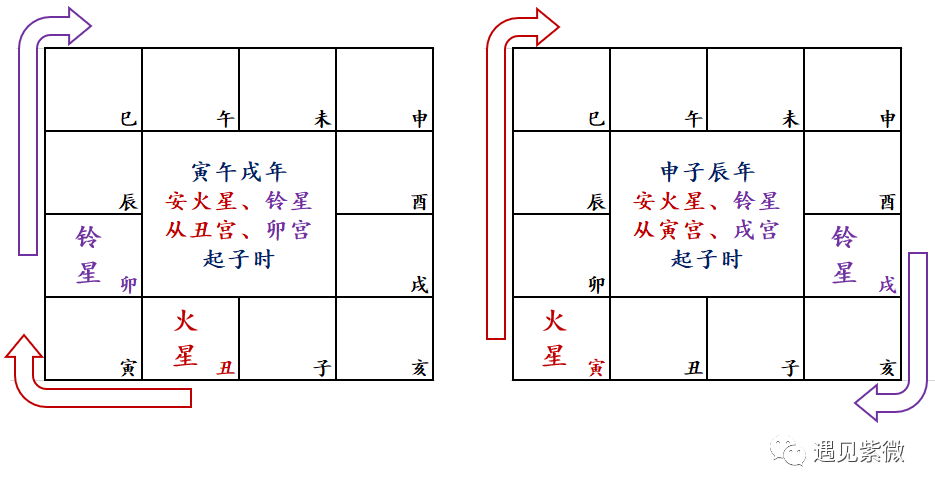 巳 午 未 申
辰 酉
寅午戌年
安火星、铃星
从丑宫、卯宫
起子时
铃星 卯 戌
寅 火星 丑 子 亥
巳 午 未 申
辰 酉
申子辰年
安火星、铃星
从寅宫、戌宫
起子时
卯 铃星 戌
火星 寅 丑 子 亥
遇见紫微